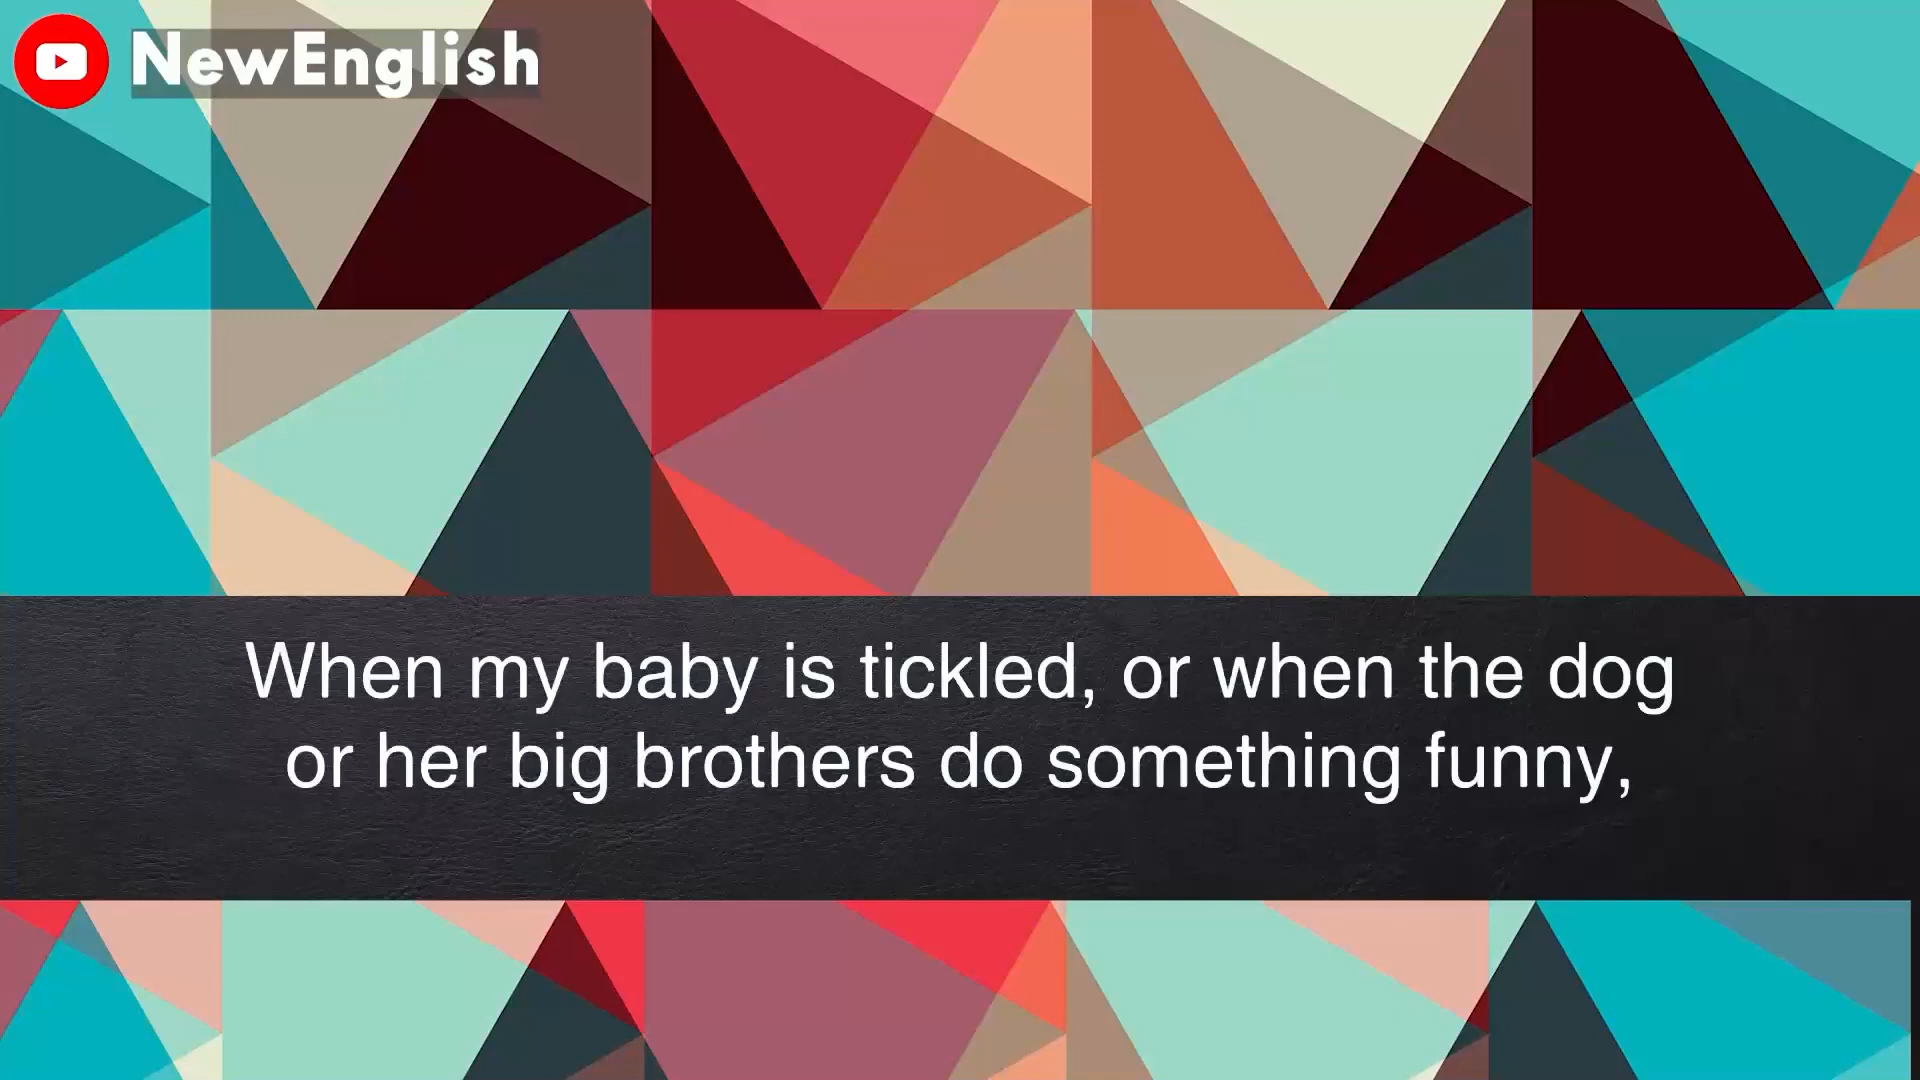 NewEnglish
When my baby is tickled, or when the dog
or her big brothers do something funny,